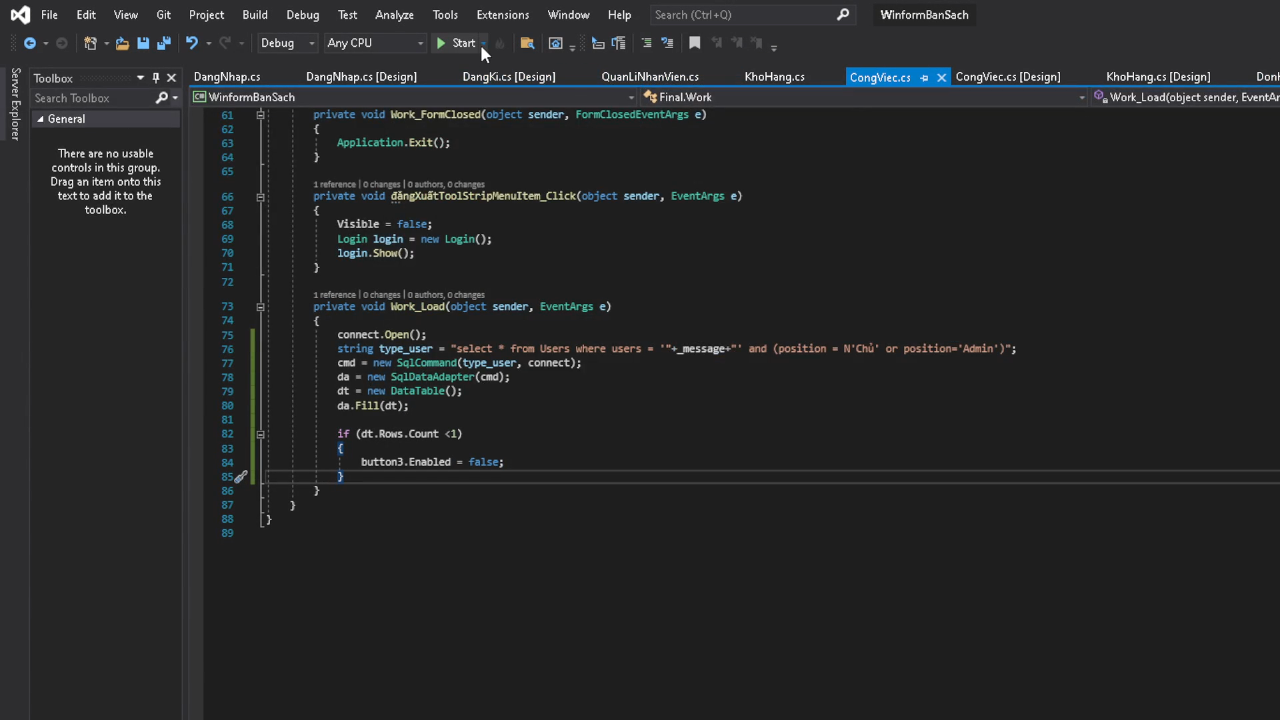 File Edit View Git Project Build Debug Test Analyze Tools Extensions Window Help Search (Ctrl+Q) WinformBanSach
Debug Any CPU Start
Server Explorer
Toolbox
Search Toolbox
General
There are no usable
controls in this group.
Drag an item onto this
text to add it to the
toolbox.
DangNhap.cs DangNhap.cs [Design] DangKi.cs [Design] QuanLiNhanVien.cs KhoHang.cs CongViec.cs CongViec.cs [Design] KhoHang.cs [Design]
WinformBanSach Final.Work Work_Load(object sender, EventAr
61 private void Work_FormClosed(object sender, FormClosedEventArgs e)
62 {
63 Application.Exit();
64 }
65
1 reference | 0 changes | 0 authors, 0 changes
66 private void đăngXuấtToolStripMenuItem_Click(object sender, EventArgs e)
67 {
68 Visible = false;
69 Login login = new Login();
70 login.Show();
71 }
72
1 reference | 0 changes | 0 authors, 0 changes
73 private void Work_Load(object sender, EventArgs e)
74 {
75 connect.Open();
76 string type_user = "select * from Users where users = '"+_message+"' and (position = N'Chủ' or position='Admin')";
77 cmd = new SqlCommand(type_user, connect);
78 da = new SqlDataAdapter(cmd);
79 dt = new DataTable();
80 da.Fill(dt);
81
82 if (dt.Rows.Count <1)
83 {
84 button3.Enabled = false;
85 }
86 }
87 }
88 }
89